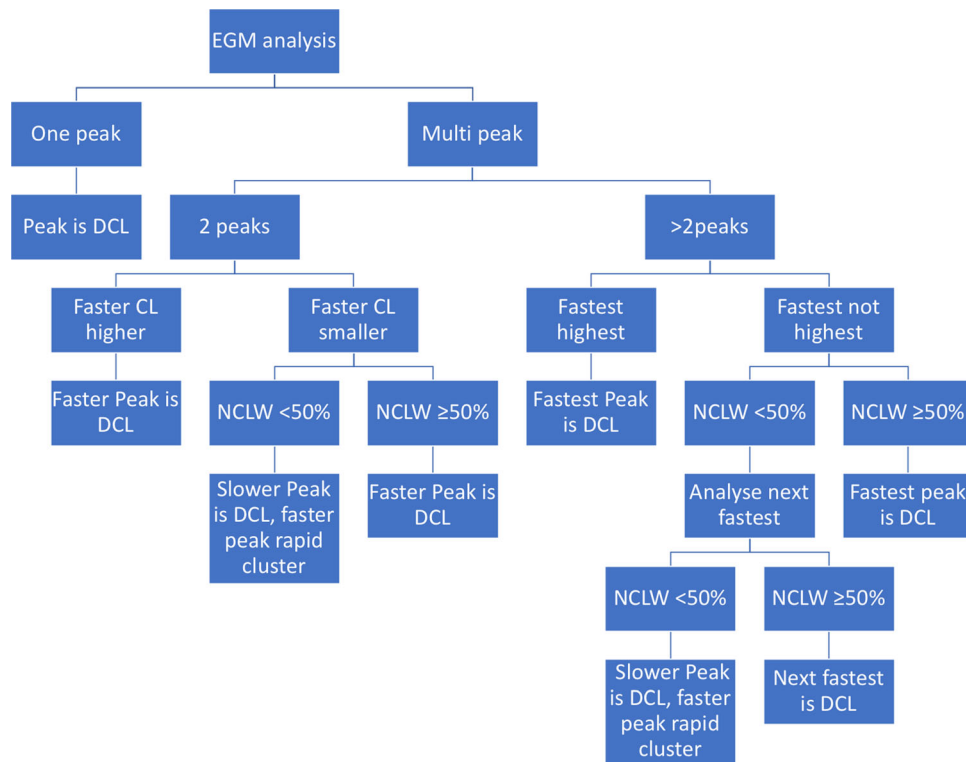 EGM analysis
One peak
Multi peak
Peak is DCL
2 peaks
>2peaks
Faster CL
higher
Faster CL
smaller
Fastest
highest
Fastest not
highest
Faster Peak is
DCL
NCLW <50%
NCLW ≥50%
Fastest Peak
is DCL
NCLW <50%
NCLW ≥50%
Slower Peak
is DCL, faster
peak rapid
cluster
Faster Peak is
DCL
Analyse next
fastest
Fastest peak
is DCL
NCLW <50%
NCLW ≥50%
Slower Peak
is DCL, faster
peak rapid
cluster
Next fastest
is DCL